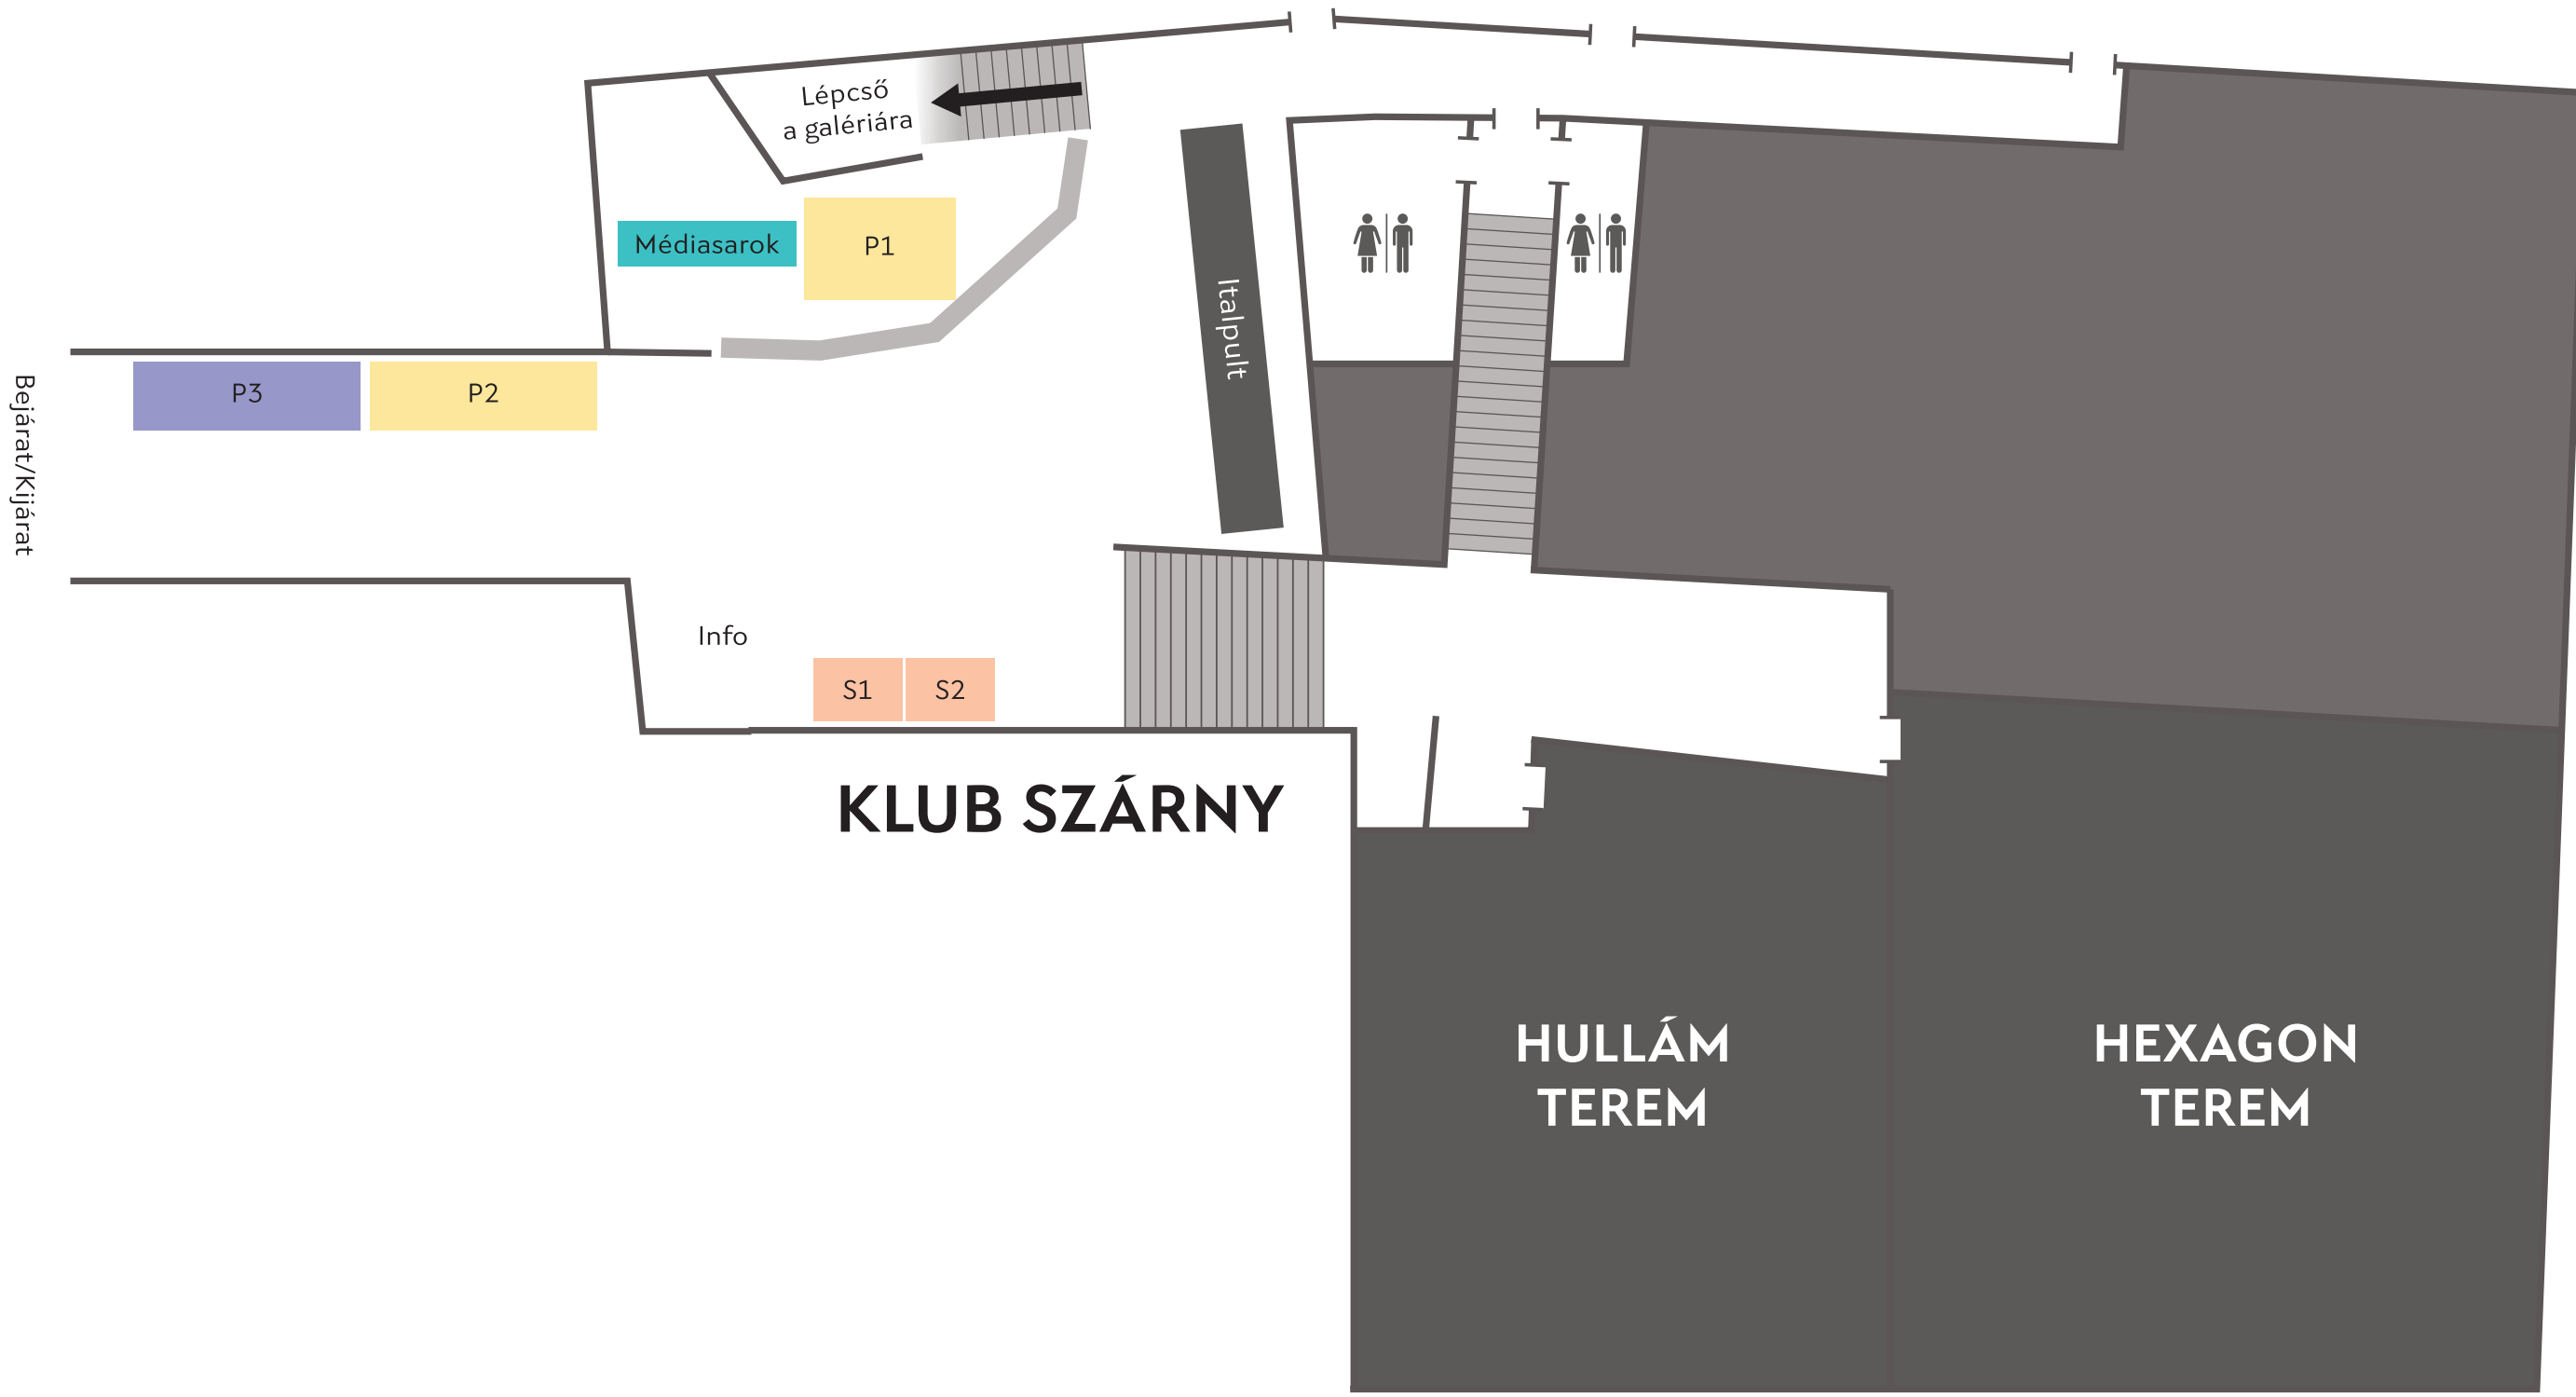 Lépcső
a galériára
Médiasarok
P1
Italpult
Bejárat/Kijárat
P3
P2
Info
S1
S2
KLUB SZÁRNY
HULLÁM
TEREM
HEXAGON
TEREM